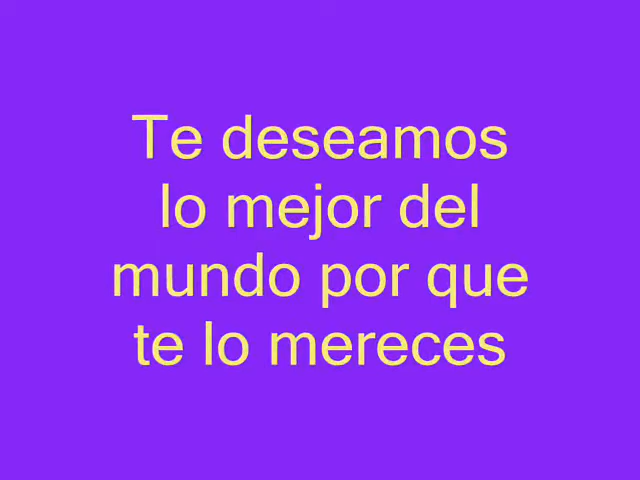 Te deseamos
lo mejor del
mundo por que
te lo mereces